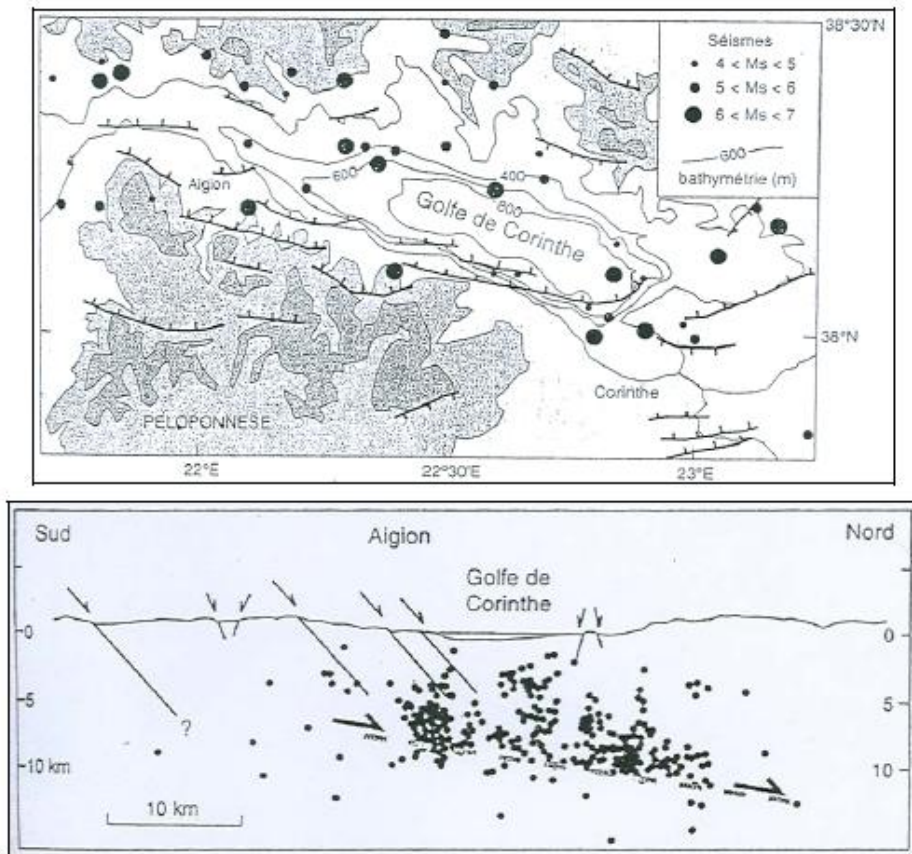 38°30'N
Séismes
4 < Ms < 5
5 < Ms < 6
6 < Ms < 7
600
bathymétrie (m)
Aigion
600
400
800
Golfe de
Corinthe
38°N
Corinthe
PELOPONNESE
22°E
22°30'E
23°E
Sud
Aigion
Nord
Golfe de
Corinthe
0
0
5
5
?
10 km
10
10 km